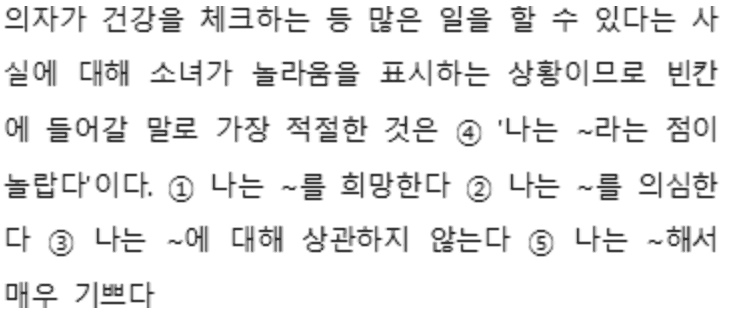 의자가 건강을 체크하는 등 많은 일을 할 수 있다는 사
실에 대해 소녀가 놀라움을 표시하는 상황이므로 빈칸
에 들어갈 말로 가장 적절한 것은 ④ '나는 ~라는 점이
놀랍다'이다. ① 나는 ~를 희망한다 ② 나는 ~를 의심한
다 ③ 나는 ~에 대해 상관하지 않는다 ⑤ 나는 ~해서
매우 기쁘다